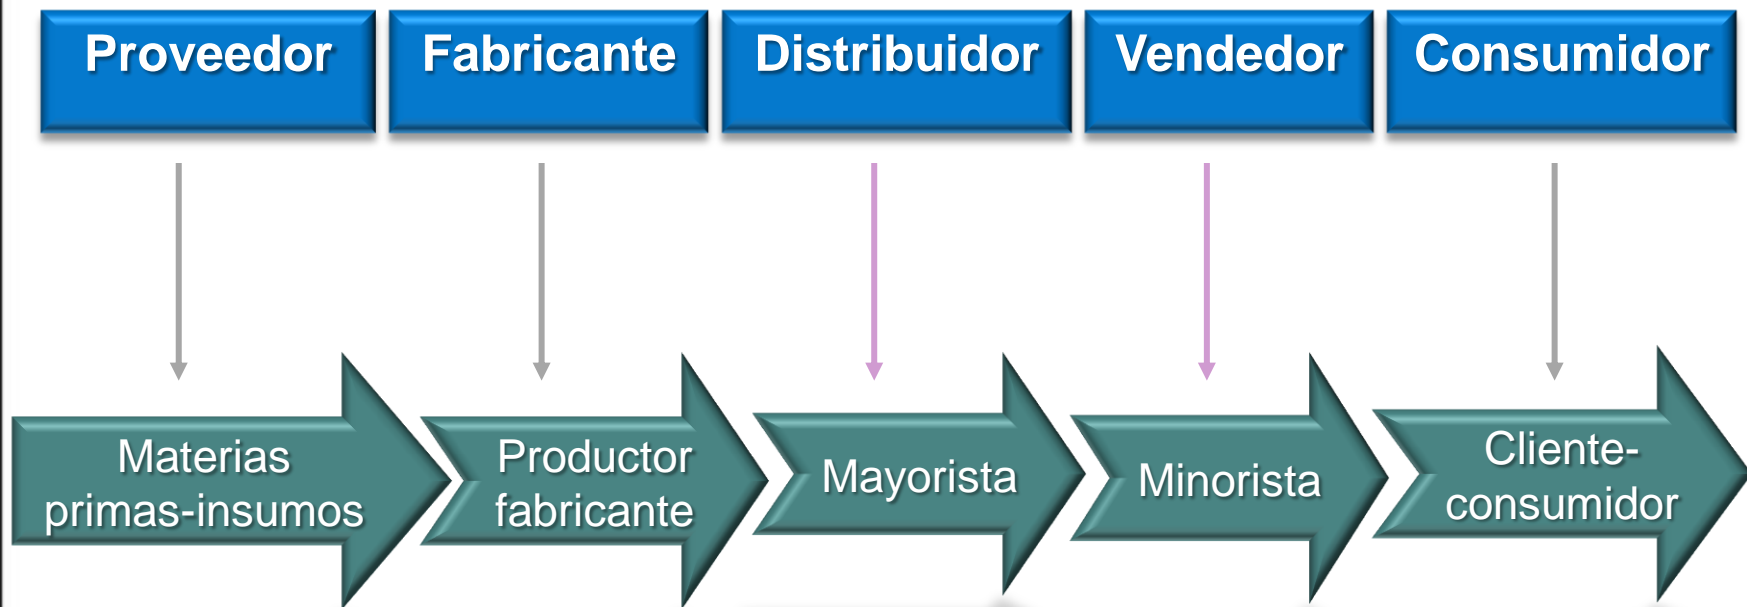 Proveedor
Fabricante
Distribuidor
Vendedor
Consumidor
Materias
primas-insumos
Productor
fabricante
Mayorista
Minorista
Cliente-
consumidor